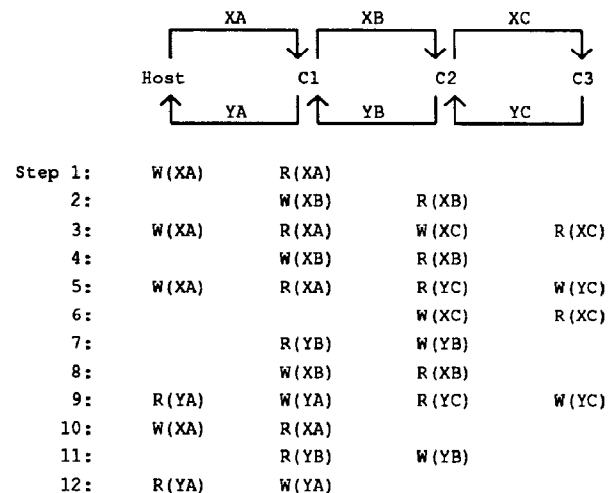 XA XB XC
Host C1 C2 C3
YA YB YC
Step 1: W(XA) R(XA)
2: W(XB) R(XB)
3: W(XA) R(XA) W(XC) R(XC)
4: W(XB) R(XB)
5: W(XA) R(XA) R(YC) W(YC)
6: W(XC) R(XC)
7: R(YB) W(YB)
8: W(XB) R(XB)
9: R(YA) W(YA) R(YC) W(YC)
10: W(XA) R(XA)
11: R(YB) W(YB)
12: R(YA) W(YA)